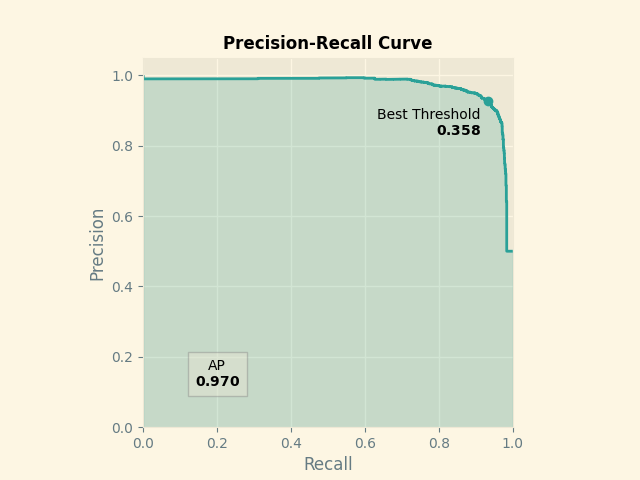 Precision-Recall Curve
1.0
0.8
0.6
0.4
0.2
0.0
Precision
Best Threshold
0.358
AP
0.970
0.0 0.2 0.4 0.6 0.8 1.0
Recall